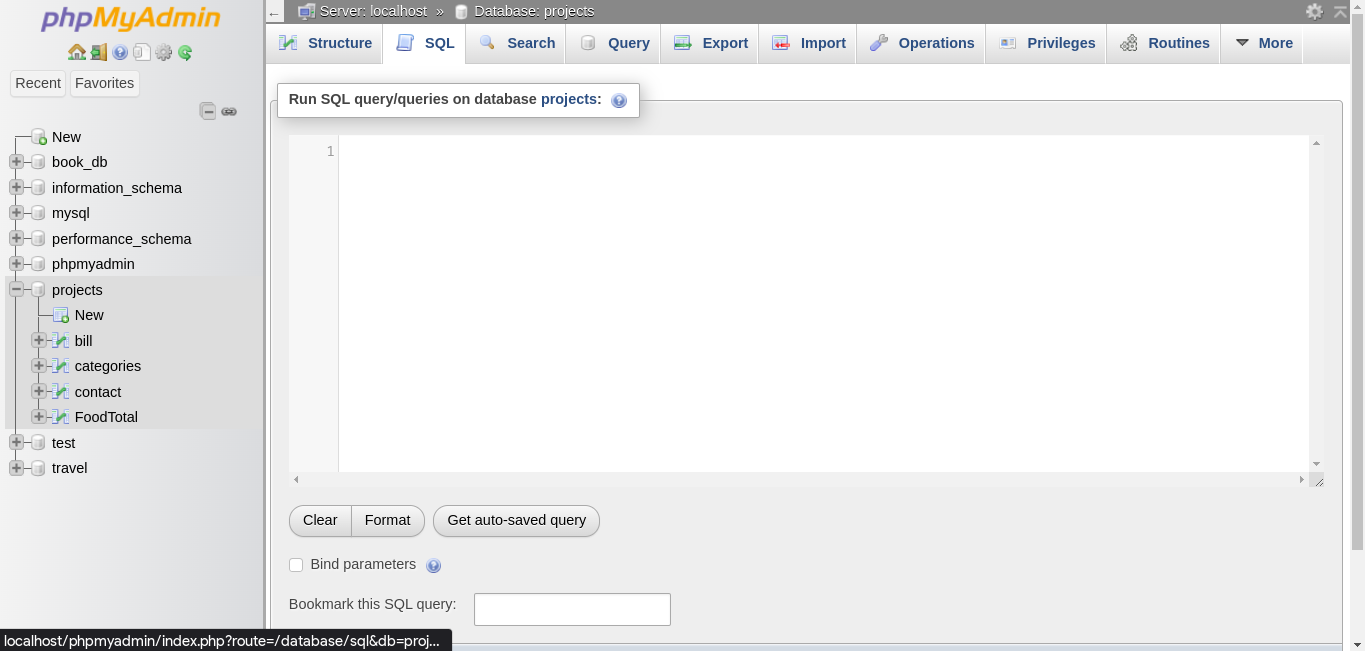 phpMyAdmin
Recent Favorites
New
book_db
information_schema
mysql
performance_schema
phpmyadmin
projects
New
bill
categories
contact
FoodTotal
test
travel
← Server: localhost » Database: projects
Structure SQL Search Query Export Import Operations Privileges Routines More
Run SQL query/queries on database projects:
1
Clear Format Get auto-saved query
Bind parameters
Bookmark this SQL query:
localhost/phpmyadmin/index.php?route=/database/sql&db=proj...